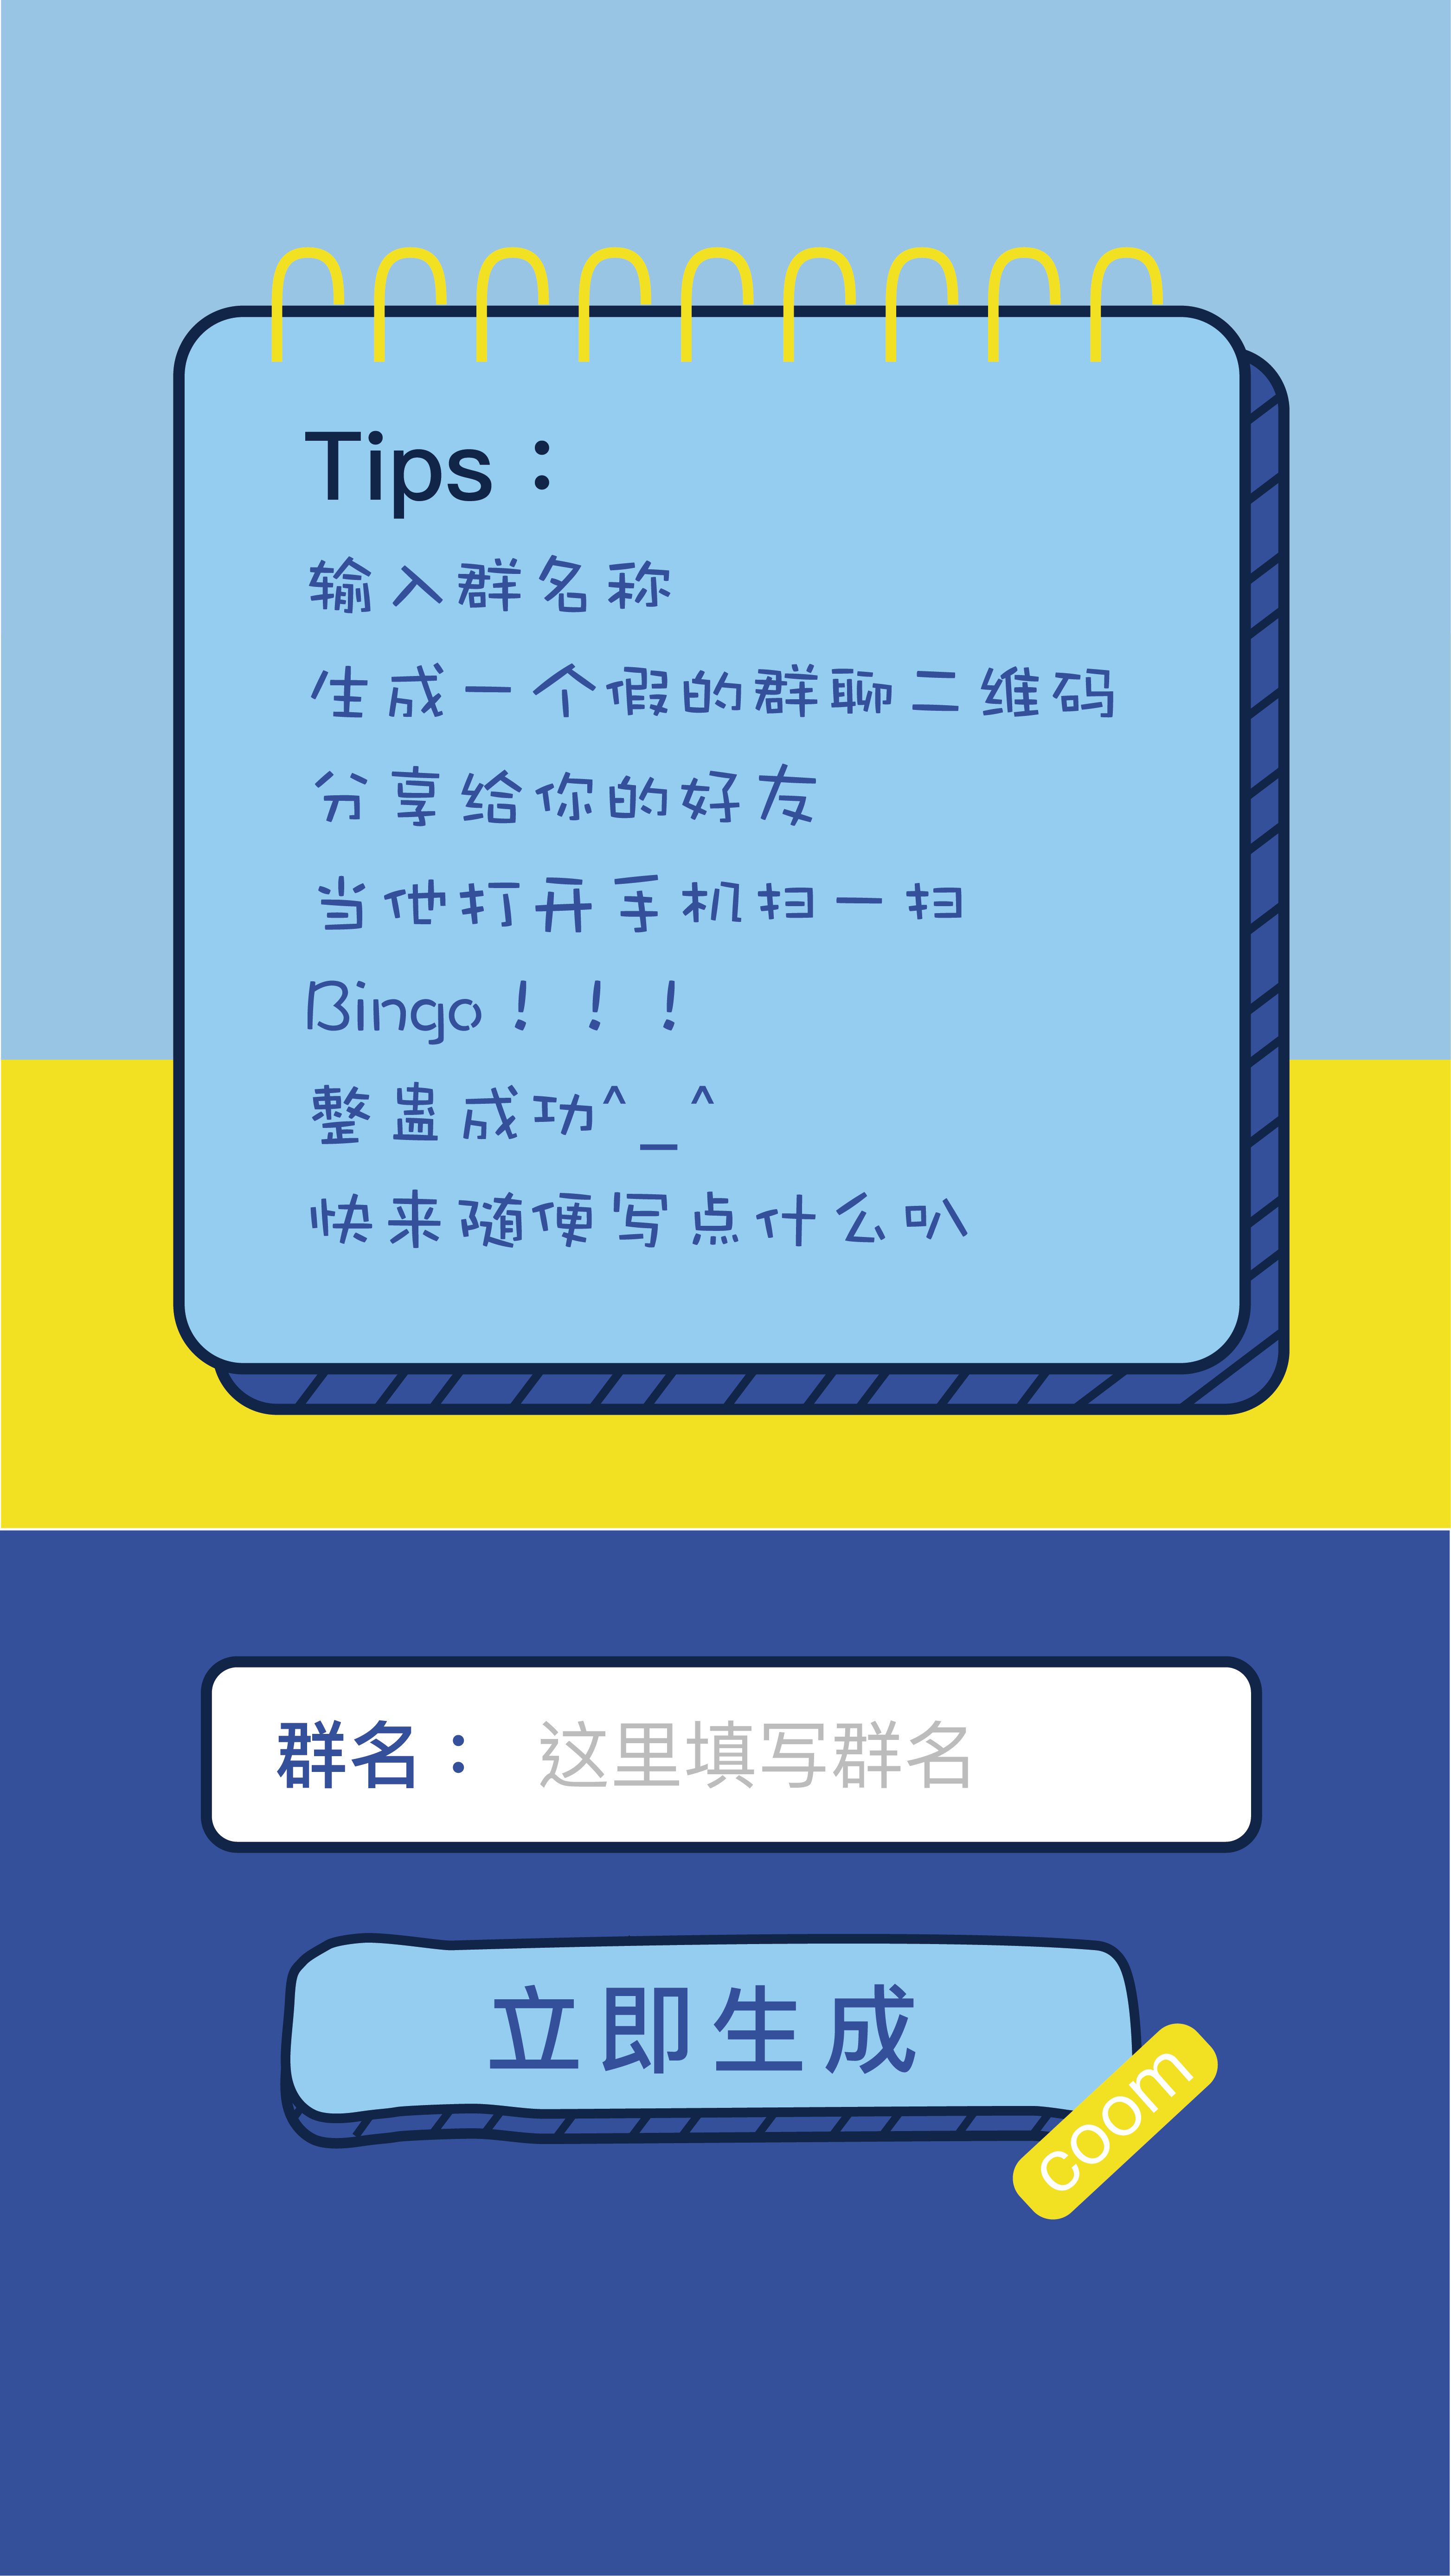 Tips：
输入群名称
生成一个假的群聊二维码
分享给你的好友
当他打开手机扫一扫
Bingo！！！
整蛊成功^_^
快来随便写点什么叭
群名： 这里填写群名
立即生成
coom